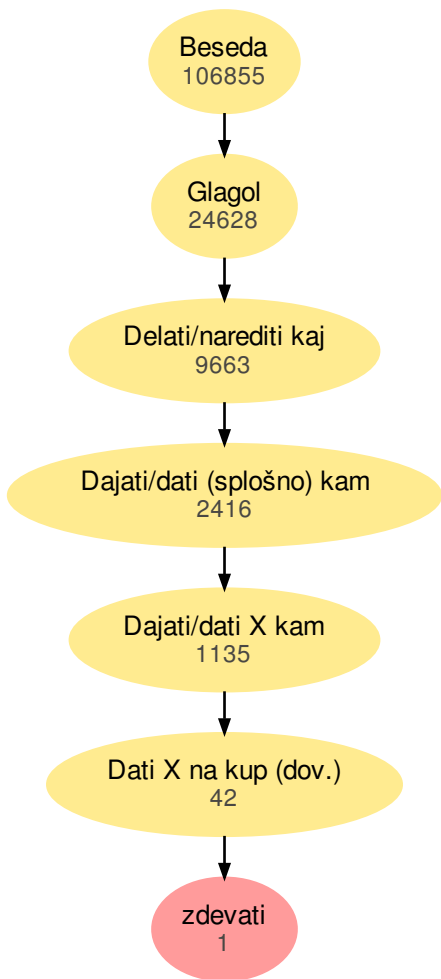 Beseda
106855
Glagol
24628
Delati/narediti kaj
9663
Dajati/dati (splošno) kam
2416
Dajati/dati X kam
1135
Dati X na kup (dov.)
42
zdevati
1